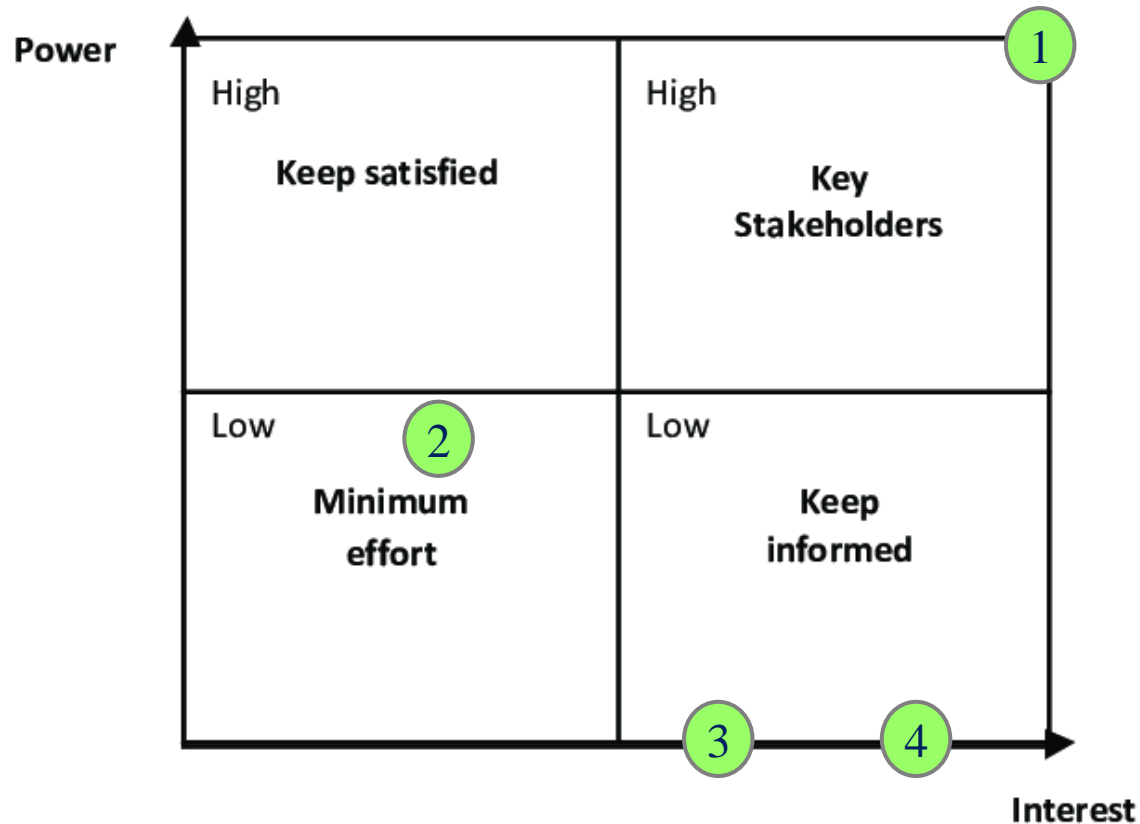 Power
1
High
High
Keep satisfied
Key
Stakeholders
Low
2
Low
Minimum
effort
Keep
informed
3
4
Interest